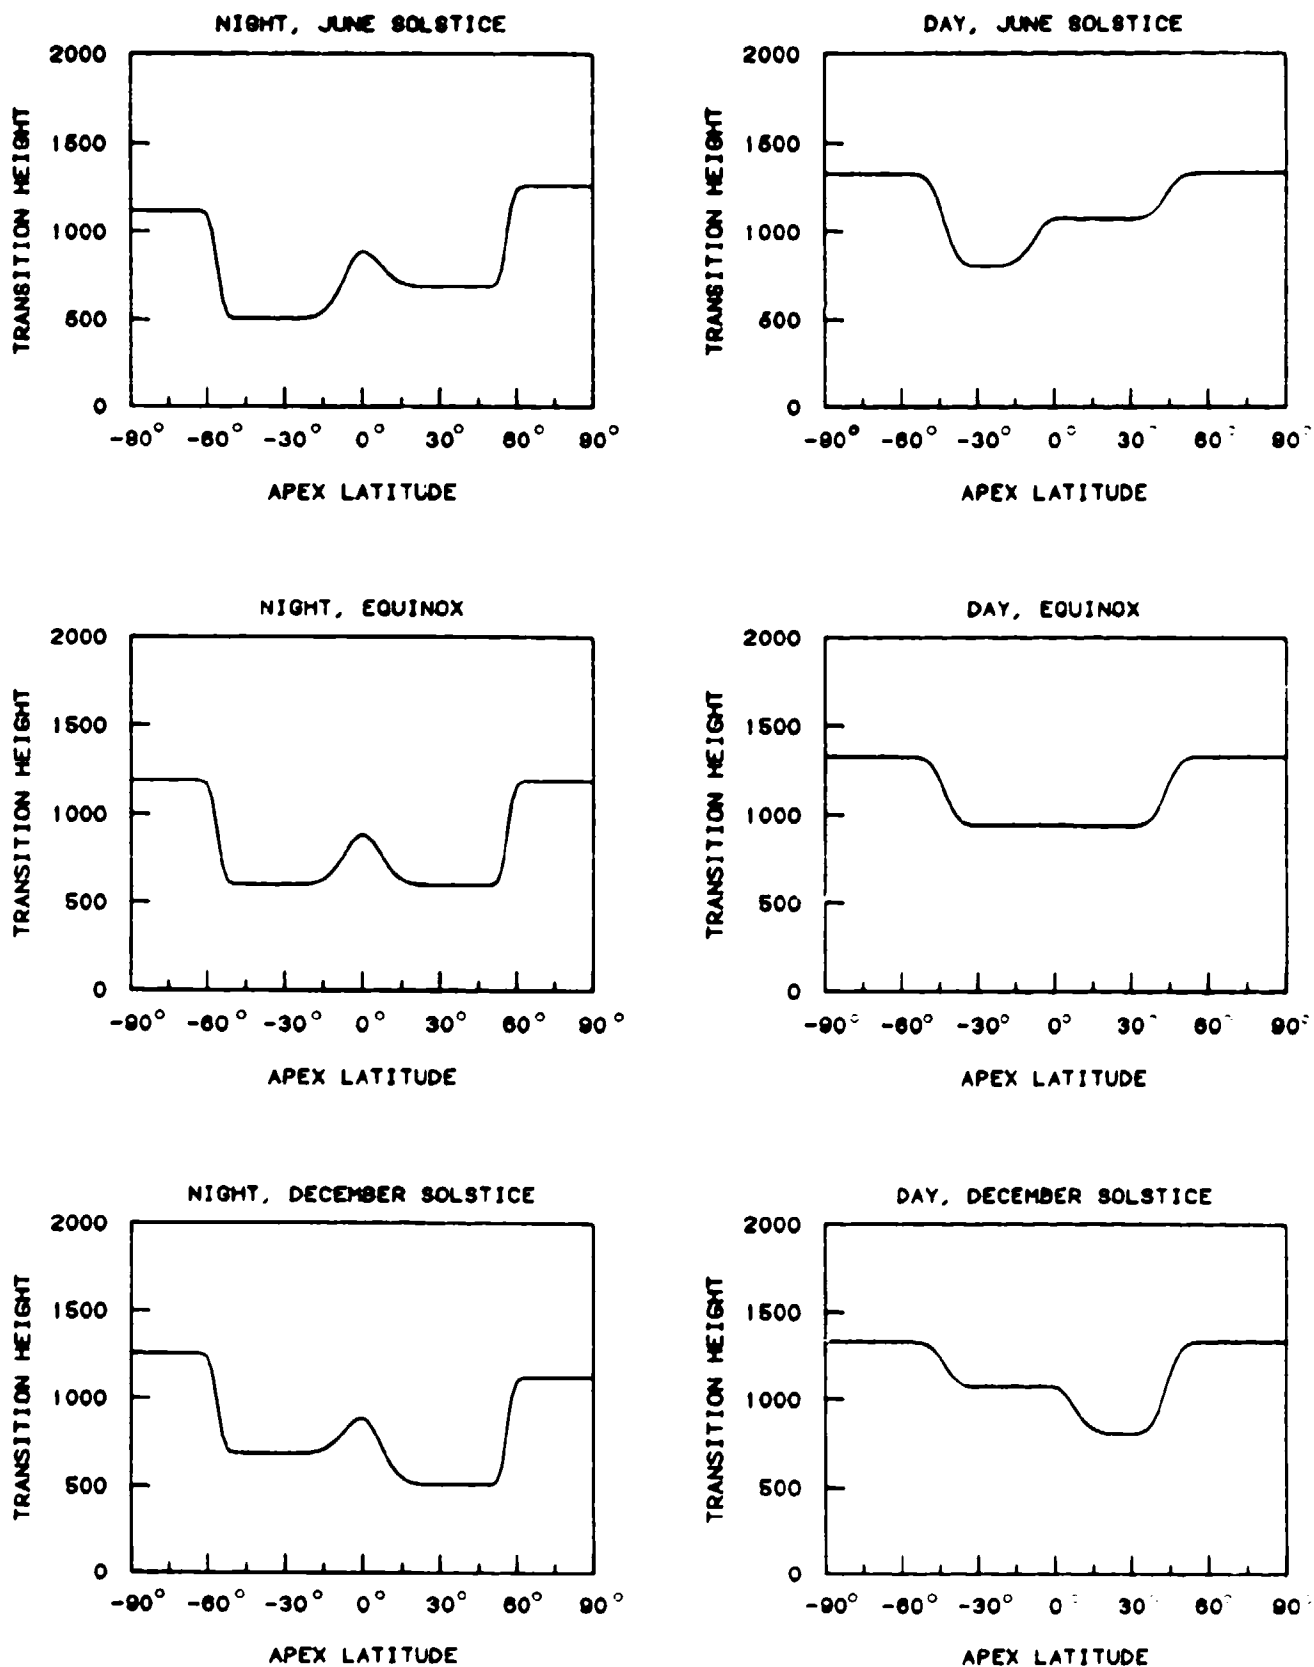 NIGHT, JUNE SOLSTICE
TRANSITION HEIGHT
2000
1500
1000
500
0
-90° -60° -30° 0° 30° 60° 90°
APEX LATITUDE
DAY, JUNE SOLSTICE
TRANSITION HEIGHT
2000
1500
1000
500
0
-90° -60° -30° 0° 30° 60° 90°
APEX LATITUDE
NIGHT, EQUINOX
TRANSITION HEIGHT
2000
1500
1000
500
0
-90° -60° -30° 0° 30° 60° 90°
APEX LATITUDE
DAY, EQUINOX
TRANSITION HEIGHT
2000
1500
1000
500
0
-90° -60° -30° 0° 30° 60° 90°
APEX LATITUDE
NIGHT, DECEMBER SOLSTICE
TRANSITION HEIGHT
2000
1500
1000
500
0
-90° -60° -30° 0° 30° 60° 90°
APEX LATITUDE
DAY, DECEMBER SOLSTICE
TRANSITION HEIGHT
2000
1500
1000
500
0
-90° -60° -30° 0° 30° 60° 90°
APEX LATITUDE